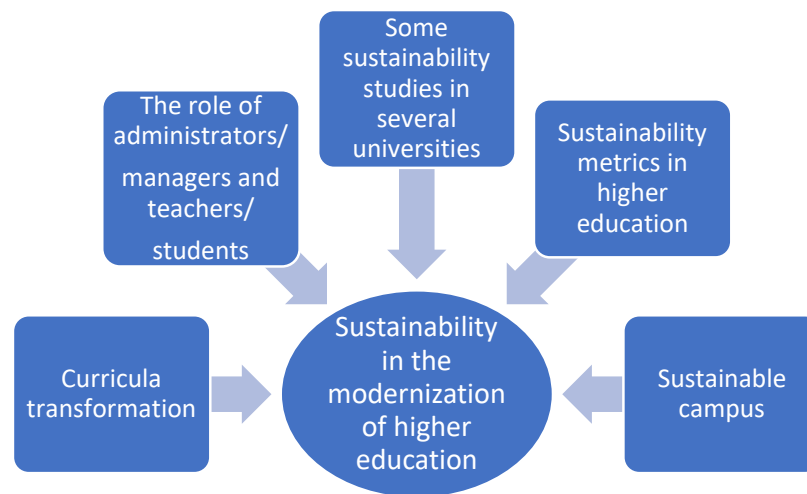 Some
sustainability
studies in
several
universities
The role of
administrators/
managers and
teachers/
students
Sustainability
metrics in
higher
education
Curricula
transformation
Sustainability
in the
modernization
of higher
education
Sustainable
campus